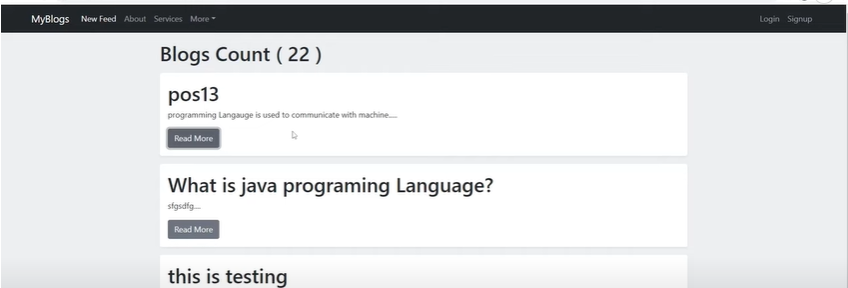 MyBlogs New Feed About Services More Login Signup
Blogs Count ( 22 )
pos13
programming Langauge is used to communicate with machine.....
Read More
What is java programing Language?
sfgsdfg....
Read More
this is testing